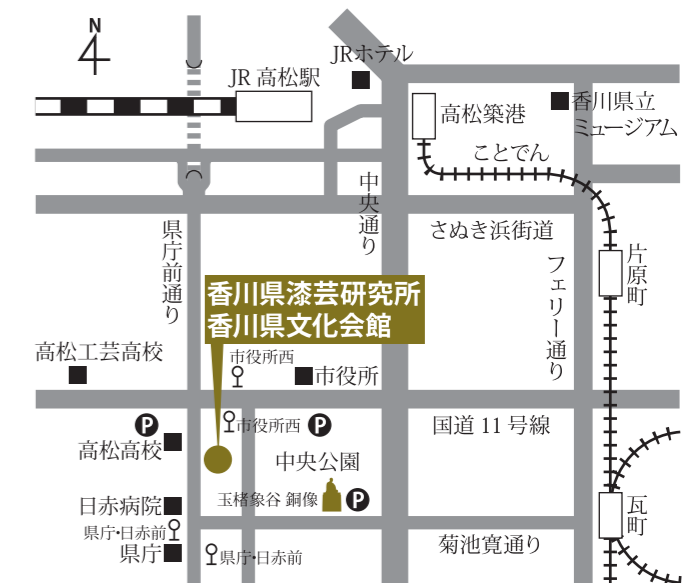 N
JRホテル
JR 高松駅
高松築港
香川県立
ミュージアム
ことでん
中央通り
さぬき浜街道
県庁前通り
フェリー通り
片原町
香川県漆芸研究所
香川県文化会館
高松工芸高校
市役所西
市役所
P
市役所西
P
国道 11 号線
高松高校
中央公園
日赤病院
玉楮象谷 銅像
P
瓦町
県庁・日赤前
県庁
県庁・日赤前
菊池寛通り